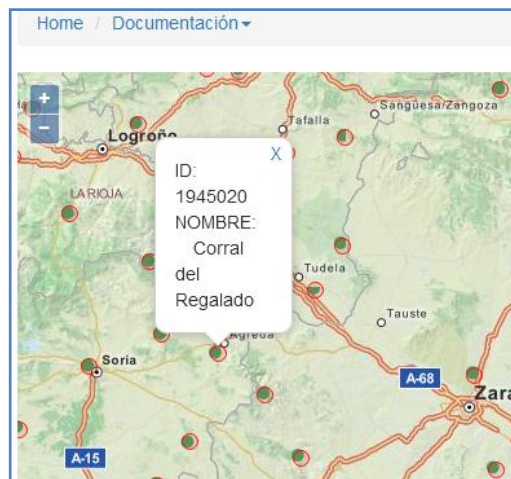 Home / Documentación
+
−
Sangüesa/Zangoza
Tafalla
Logroño
X
ID:
1945020
NOMBRE:
Corral
del
Regalado
LA RIOJA
Tudela
Tauste
Ágreda
Soria
A-68
Zara
A-15